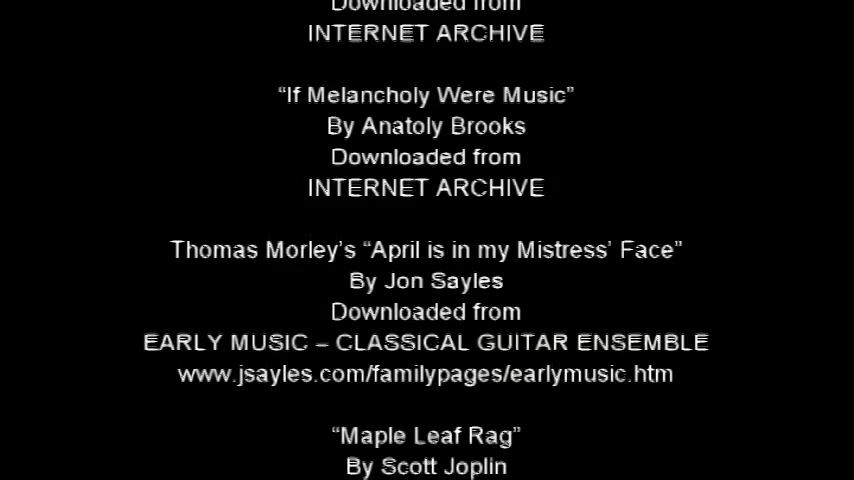 Downloaded from
INTERNET ARCHIVE
“If Melancholy Were Music”
By Anatoly Brooks
Downloaded from
INTERNET ARCHIVE
Thomas Morley’s “April is in my Mistress’ Face”
By Jon Sayles
Downloaded from
EARLY MUSIC – CLASSICAL GUITAR ENSEMBLE
www.jsayles.com/familypages/earlymusic.htm
“Maple Leaf Rag”
By Scott Joplin